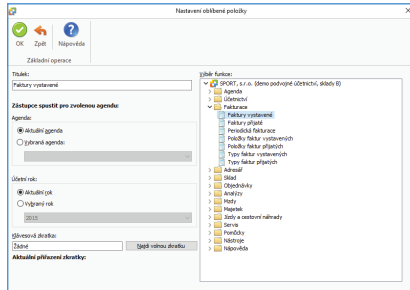 Nastavení oblíbené položky
OK
Zpět
Nápověda
Základní operace
Titulek:
Faktury vystavené
Zástupce spustit pro zvolenou agendu:
Agenda:
Aktuální agenda
Vybraná agenda:
Účetní rok:
Aktuální rok
Vybraný rok
2015
Klávesová zkratka:
Žádné
Najdi volnou zkratku
Aktuální přiřazení zkratky:
Výběr funkce:
SPORT, s.r.o. (demo podvojné účetnictví, sklady B)
Agenda
Účetnictví
Fakturace
Faktury vystavené
Faktury přijaté
Periodická fakturace
Položky faktur vystavených
Položky faktur přijatých
Typy faktur vystavených
Typy faktur přijatých
Adresář
Sklad
Objednávky
Analýzy
Mzdy
Majetek
Jízdy a cestovní náhrady
Servis
Pomůcky
Nástroje
Nápověda